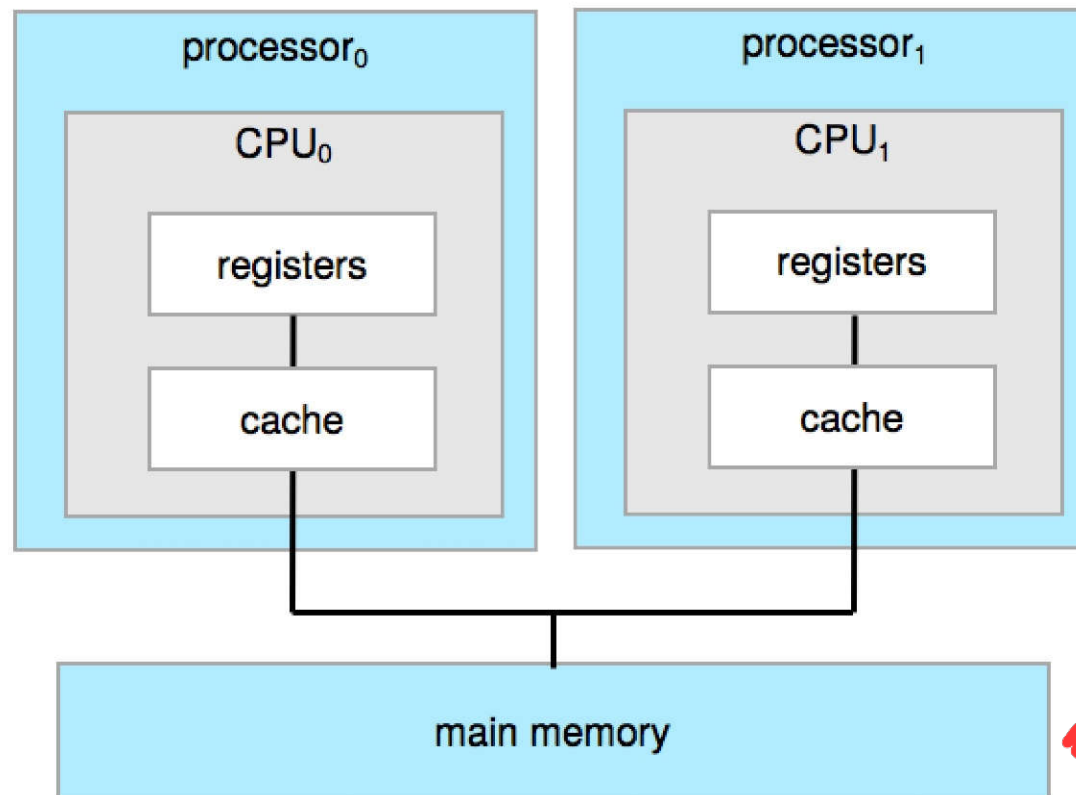 processor₀
processor₁
CPU₀
CPU₁
registers
registers
cache
cache
main memory